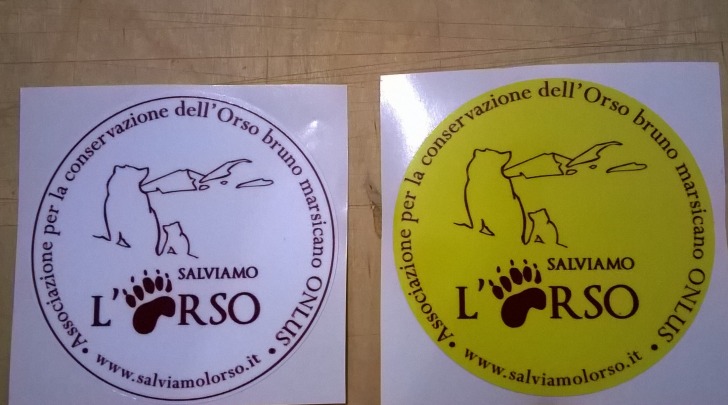 • Associazione per la conservazione dell'Orso bruno marsicano ONLUS •
SALVIAMO
L'ORSO
www.salviamolorso.it
• Associazione per la conservazione dell'Orso bruno marsicano ONLUS •
SALVIAMO
L'ORSO
www.salviamolorso.it